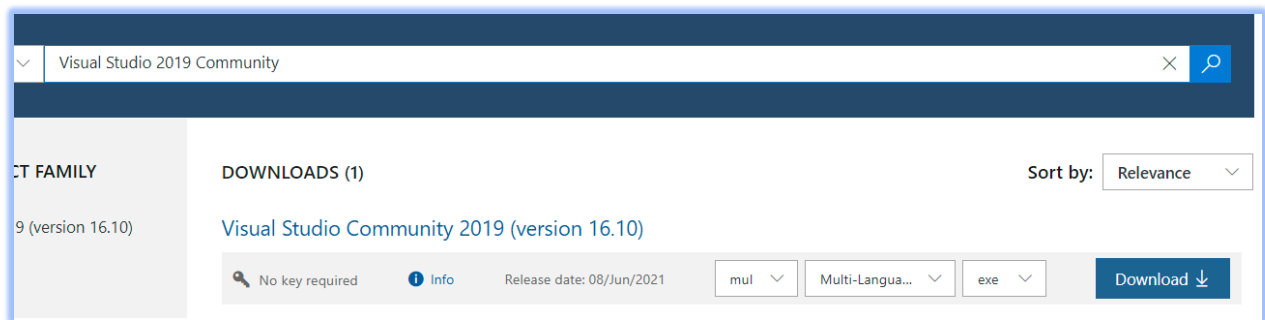 Visual Studio 2019 Community
CT FAMILY
DOWNLOADS (1)
Sort by: Relevance
9 (version 16.10)
Visual Studio Community 2019 (version 16.10)
No key required Info Release date: 08/Jun/2021 mul Multi-Langua... exe Download